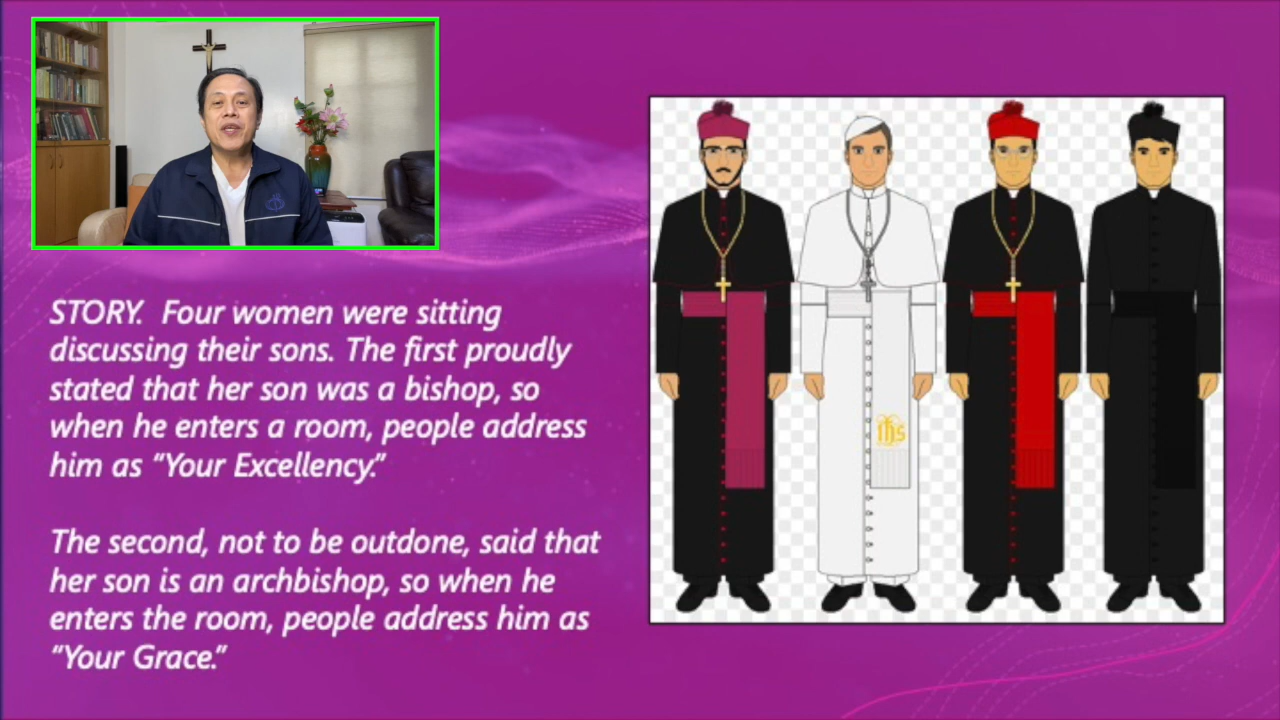 STORY. Four women were sitting
discussing their sons. The first proudly
stated that her son was a bishop, so
when he enters a room, people address
him as “Your Excellency.”
The second, not to be outdone, said that
her son is an archbishop, so when he
enters the room, people address him as
“Your Grace.”
IHS